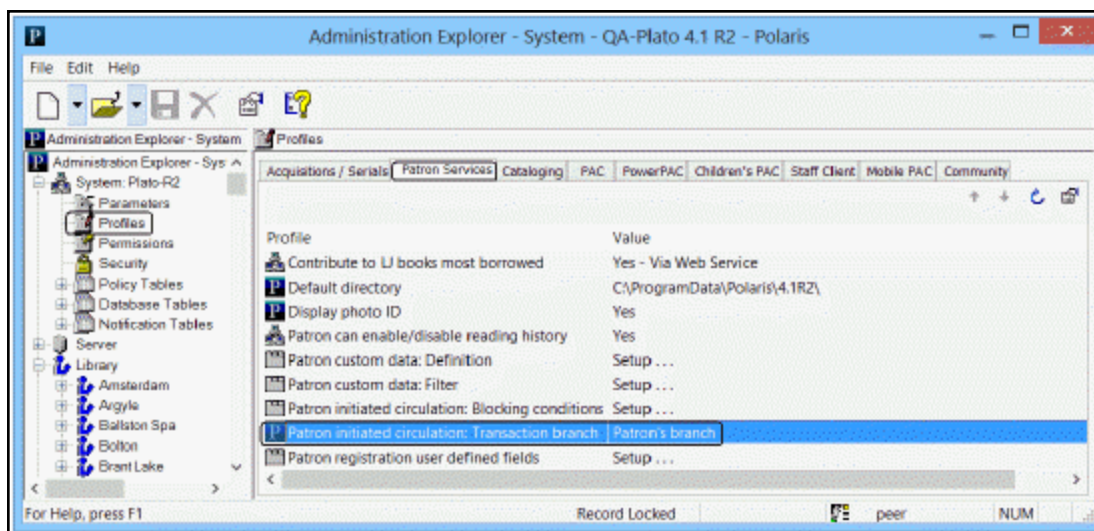 Administration Explorer - System - QA-Plato 4.1 R2 - Polaris
File Edit Help
Administration Explorer - System
Profiles
Administration Explorer - Sys
System: Plato-R2
Parameters
Profiles
Permissions
Security
Policy Tables
Database Tables
Notification Tables
Server
Library
Amsterdam
Argyle
Ballston Spa
Bolton
Brant Lake
Acquisitions / Serials Patron Services Cataloging PAC PowerPAC Children's PAC Staff Client Mobile PAC Community
Profile Value
Contribute to LJ books most borrowed Yes - Via Web Service
Default directory C:\ProgramData\Polaris\4.1R2\
Display photo ID Yes
Patron can enable/disable reading history Yes
Patron custom data: Definition Setup ...
Patron custom data: Filter Setup ...
Patron initiated circulation: Blocking conditions Setup ...
Patron initiated circulation: Transaction branch Patron's branch
Patron registration user defined fields Setup ...
For Help, press F1 Record Locked peer NUM